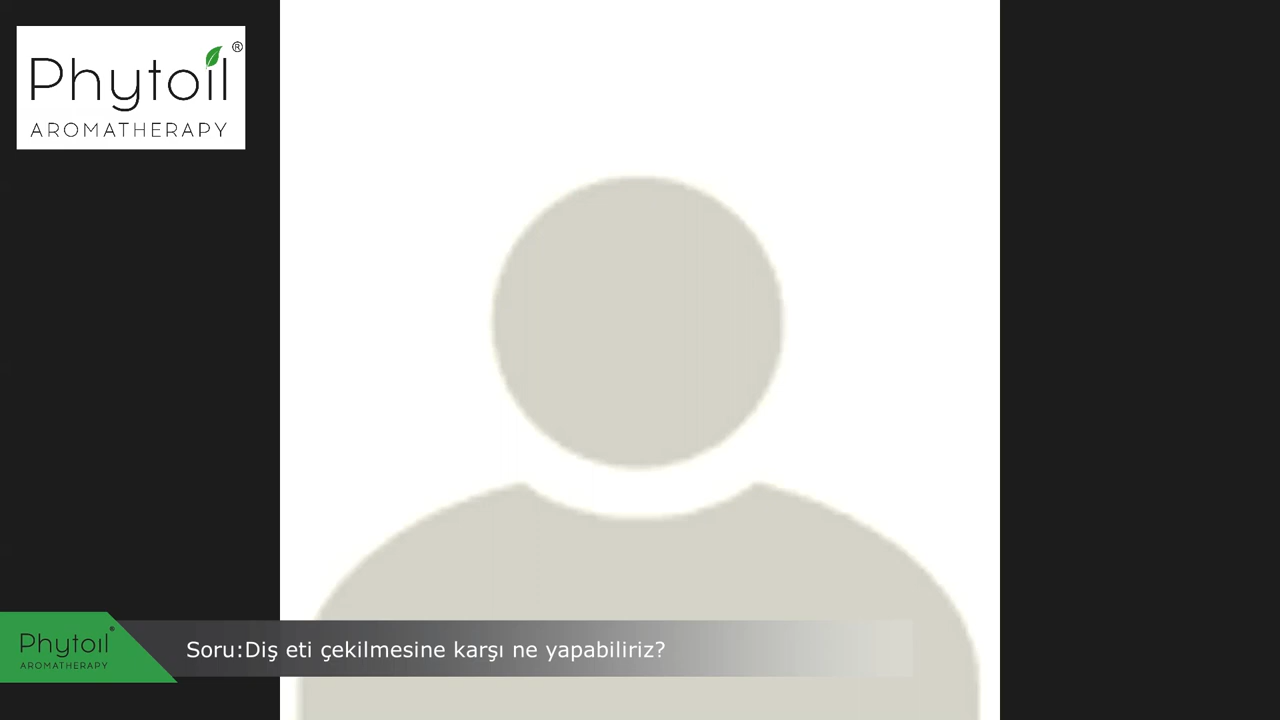 Phytoil®
AROMATHERAPY
Phytoil
AROMATHERAPY
Soru:Diş eti çekilmesine karşı ne yapabiliriz?